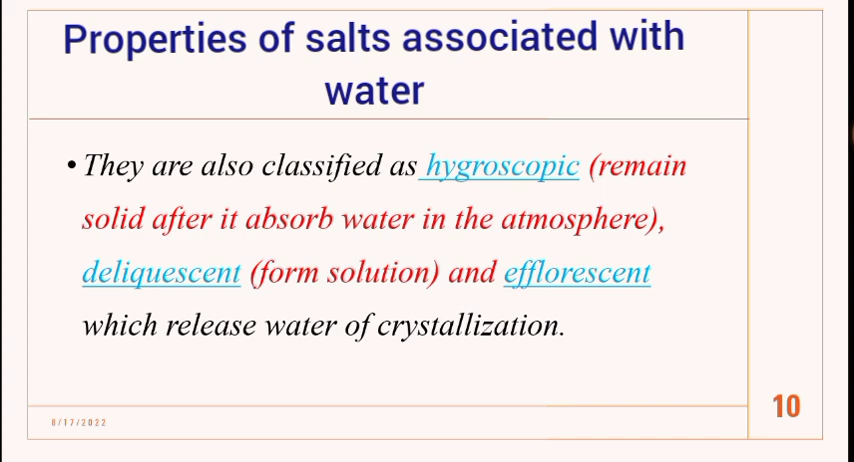 Properties of salts associated with
water
• They are also classified as hygroscopic (remain
solid after it absorb water in the atmosphere),
deliquescent (form solution) and efflorescent
which release water of crystallization.
10
8/17/2022